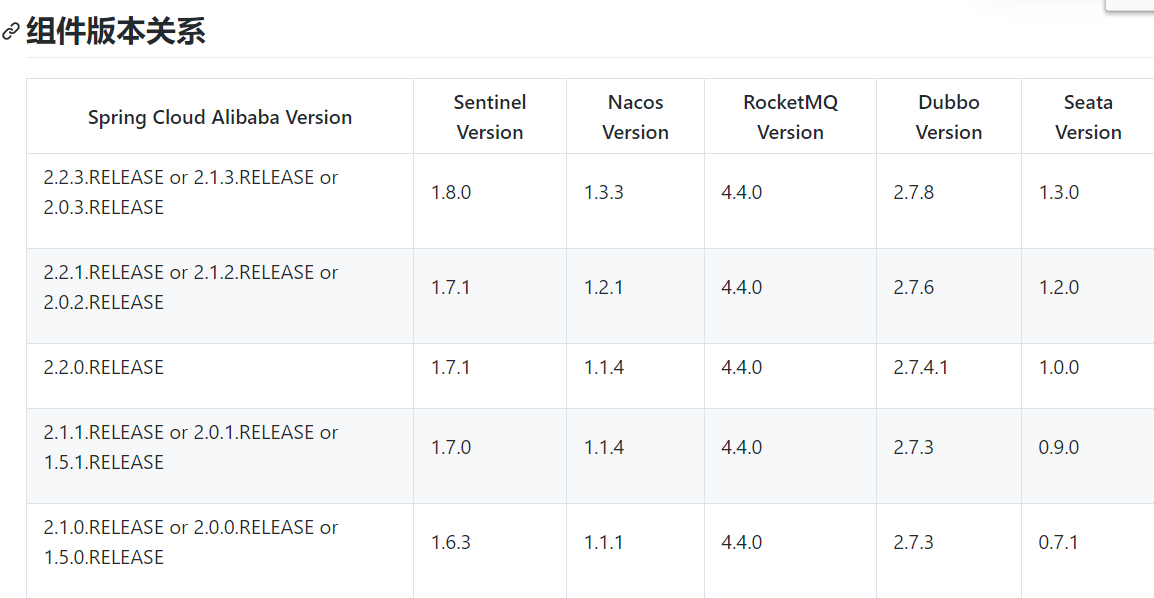 组件版本关系
Spring Cloud Alibaba Version
Sentinel
Version
Nacos
Version
RocketMQ
Version
Dubbo
Version
Seata
Version
2.2.3.RELEASE or 2.1.3.RELEASE or
2.0.3.RELEASE
1.8.0
1.3.3
4.4.0
2.7.8
1.3.0
2.2.1.RELEASE or 2.1.2.RELEASE or
2.0.2.RELEASE
1.7.1
1.2.1
4.4.0
2.7.6
1.2.0
2.2.0.RELEASE
1.7.1
1.1.4
4.4.0
2.7.4.1
1.0.0
2.1.1.RELEASE or 2.0.1.RELEASE or
1.5.1.RELEASE
1.7.0
1.1.4
4.4.0
2.7.3
0.9.0
2.1.0.RELEASE or 2.0.0.RELEASE or
1.5.0.RELEASE
1.6.3
1.1.1
4.4.0
2.7.3
0.7.1